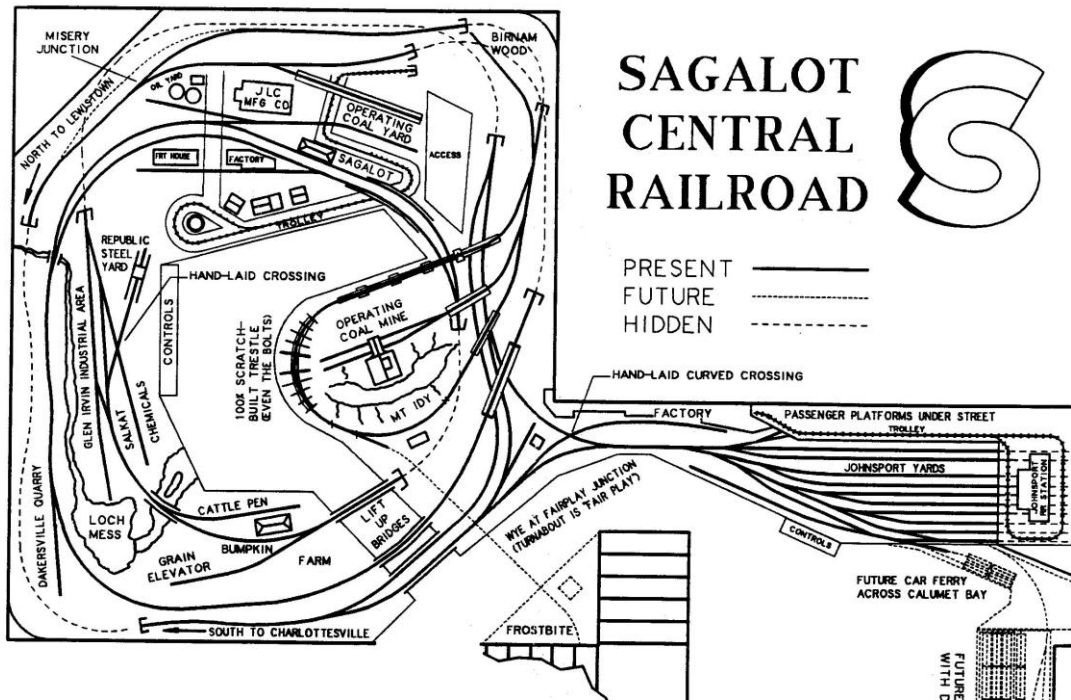 SAGALOT
CENTRAL
RAILROAD
S
PRESENT
FUTURE
HIDDEN
MISERY
JUNCTION
BIRNAM
WOOD
OIL YARD
JLC
MFG CO
OPERATING
COAL YARD
NORTH TO LEWISTOWN
ACCESS
FRT HOUSE
FACTORY
SAGALOT
TROLLEY
REPUBLIC
STEEL YARD
HAND-LAID CROSSING
CONTROLS
GLEN IRVIN INDUSTRIAL AREA
SALKAT
CHEMICALS
100% SCRATCH-
BUILT TRESTLE
(EVEN THE BOLTS)
OPERATING
COAL MINE
MT IDY
HAND-LAID CURVED CROSSING
FACTORY
PASSENGER PLATFORMS UNDER STREET
TROLLEY
JOHNSPORT YARDS
JOHNSPORT
RR STATION
DAKERSVILLE QUARRY
LOCH
MESS
CATTLE PEN
BUMPKIN
GRAIN
ELEVATOR
FARM
LIFT
UP
BRIDGES
WYE AT FAIRPLAY JUNCTION
(TURNABOUT IS "FAIR PLAY")
CONTROLS
FUTURE CAR FERRY
ACROSS CALUMET BAY
SOUTH TO CHARLOTTESVILLE
FROSTBITE
FUTURE